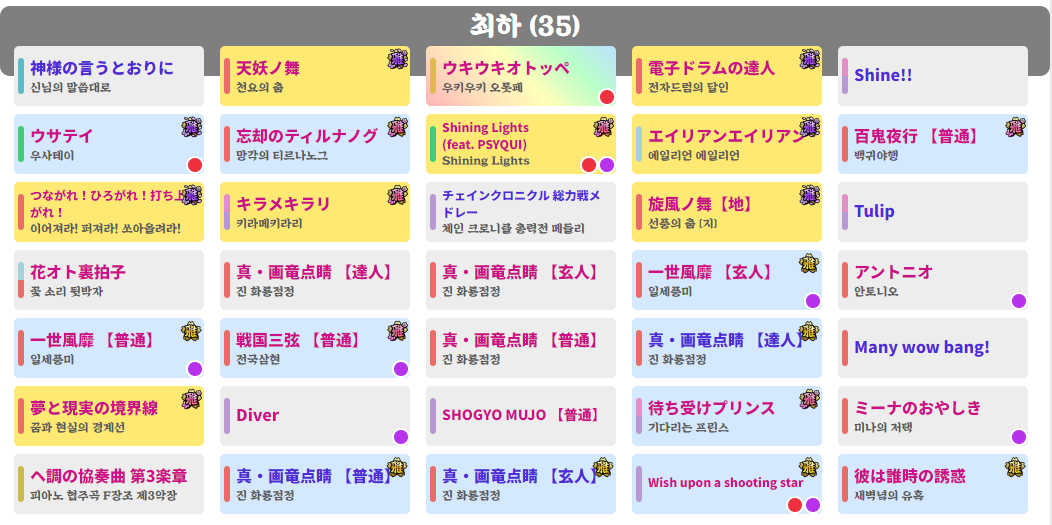 최하 (35)
神様の言うとおりに
신님의 말씀대로
天妖ノ舞
천요의 춤
ウキウキオトッペ
우키우키 오톳페
電子ドラムの達人
전자드럼의 달인
Shine!!
ウサテイ
우사테이
忘却のティルナノグ
망각의 티르나노그
Shining Lights
(feat. PSYQUI)
Shining Lights
エイリアンエイリアン
에일리언 에일리언
百鬼夜行 【普通】
백귀야행
つながれ!ひろがれ!打ち上
がれ!
이어져라! 퍼져라! 쏘아올려라!
キラメキラリ
키라메키라리
チェインクロニクル 総力戦メ
ドレー
체인 크로니클 총력전 메들리
旋風ノ舞【地】
선풍의 춤 [지]
Tulip
花オト裏拍子
꽃 소리 뒷박자
真・画竜点睛 【達人】
진 화룡점정
真・画竜点睛 【玄人】
진 화룡점정
一世風靡 【玄人】
일세풍미
アントニオ
안토니오
一世風靡 【普通】
일세풍미
戦国三弦 【普通】
전국삼현
真・画竜点睛 【普通】
진 화룡점정
真・画竜点睛 【達人】
진 화룡점정
Many wow bang!
夢と現実の境界線
꿈과 현실의 경계선
Diver
SHOGYO MUJO 【普通】
待ち受けプリンス
기다리는 프린스
ミーナのおやしき
미나의 저택
ヘ調の協奏曲 第3楽章
피아노 협주곡 F장조 제3악장
真・画竜点睛 【普通】
진 화룡점정
真・画竜点睛 【玄人】
진 화룡점정
Wish upon a shooting star
彼は誰時の誘惑
새벽녘의 유혹